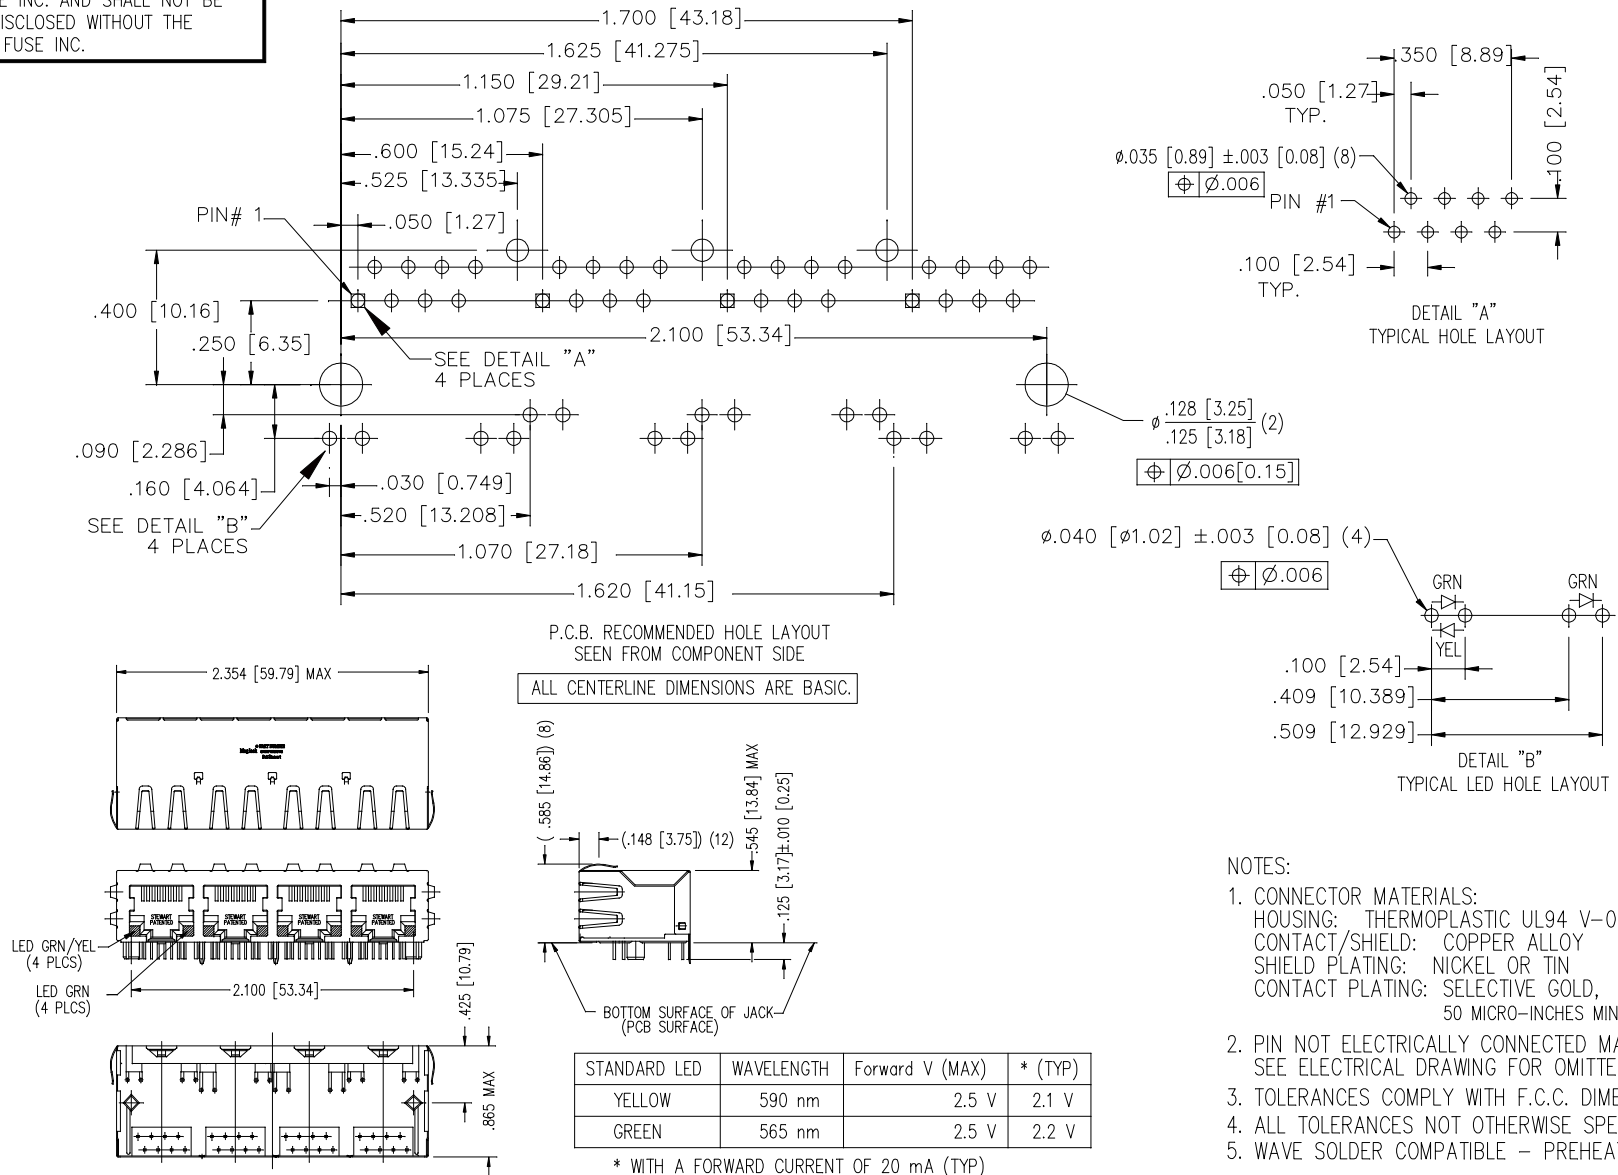 E INC. AND SHALL NOT BE
ISCLOSED WITHOUT THE
FUSE INC.
1.700 [43.18]
1.625 [41.275]
1.150 [29.21]
1.075 [27.305]
.600 [15.24]
.525 [13.335]
PIN# 1
.050 [1.27]
.400 [10.16]
.250 [6.35]
2.100 [53.34]
SEE DETAIL "A"
4 PLACES
.090 [2.286]
.160 [4.064]
.030 [0.749]
SEE DETAIL "B"
4 PLACES
.520 [13.208]
1.070 [27.18]
1.620 [41.15]
ø .128 [3.25]
.125 [3.18] (2)
⌖ Ø.006[0.15]
P.C.B. RECOMMENDED HOLE LAYOUT
SEEN FROM COMPONENT SIDE
ALL CENTERLINE DIMENSIONS ARE BASIC.
.350 [8.89]
.050 [1.27]
TYP.
.100 [2.54]
ø.035 [0.89] ±.003 [0.08] (8)
⌖ Ø.006
PIN #1
.100 [2.54]
TYP.
DETAIL "A"
TYPICAL HOLE LAYOUT
ø.040 [ø1.02] ±.003 [0.08] (4)
⌖ Ø.006
GRN
GRN
YEL
.100 [2.54]
.409 [10.389]
.509 [12.929]
DETAIL "B"
TYPICAL LED HOLE LAYOUT
2.354 [59.79] MAX
STEWART
PATENTED
STEWART
PATENTED
STEWART
PATENTED
STEWART
PATENTED
LED GRN/YEL
(4 PLCS)
LED GRN
(4 PLCS)
2.100 [53.34]
.425 [10.79]
.865 MAX
( .585 [14.86]) (8)
(.148 [3.75]) (12)
.545 [13.84] MAX
.125 [3.17]±.010 [0.25]
BOTTOM SURFACE OF JACK
(PCB SURFACE)
STANDARD LED WAVELENGTH Forward V (MAX) * (TYP)
YELLOW 590 nm 2.5 V 2.1 V
GREEN 565 nm 2.5 V 2.2 V
* WITH A FORWARD CURRENT OF 20 mA (TYP)
NOTES:
1. CONNECTOR MATERIALS:
HOUSING: THERMOPLASTIC UL94 V-0
CONTACT/SHIELD: COPPER ALLOY
SHIELD PLATING: NICKEL OR TIN
CONTACT PLATING: SELECTIVE GOLD,
50 MICRO-INCHES MIN
2. PIN NOT ELECTRICALLY CONNECTED MA
SEE ELECTRICAL DRAWING FOR OMITTE
3. TOLERANCES COMPLY WITH F.C.C. DIME
4. ALL TOLERANCES NOT OTHERWISE SPE
5. WAVE SOLDER COMPATIBLE - PREHEA